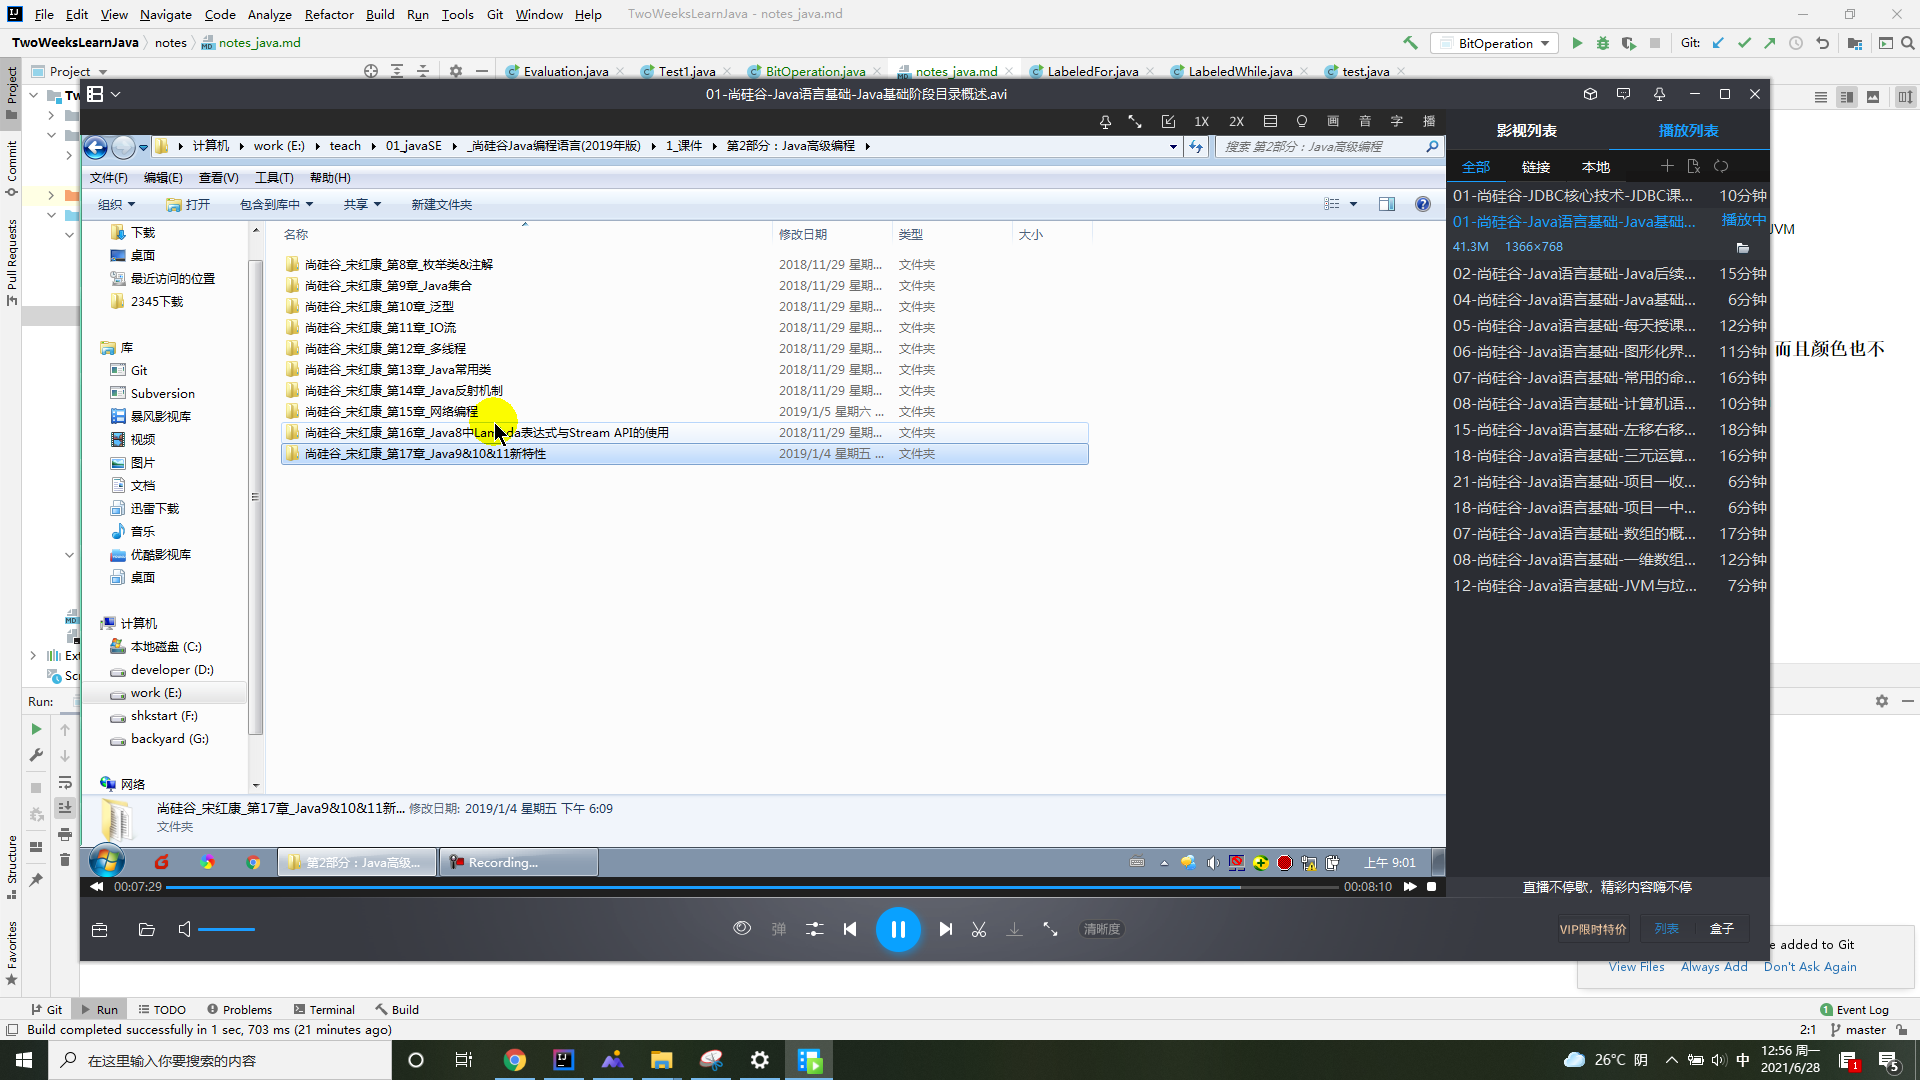 File Edit View Navigate Code Analyze Refactor Build Run Tools Git Window Help TwoWeeksLearnJava - notes_java.md
TwoWeeksLearnJava notes notes_java.md BitOperation Git:
Project Evaluation.java Test1.java BitOperation.java notes_java.md LabeledFor.java LabeledWhile.java test.java
01-尚硅谷-Java语言基础-Java基础阶段目录概述.avi
1X 2X 画 音 字 播
影视列表 播放列表
计算机 work (E:) teach 01_javaSE _尚硅谷Java编程语言(2019年版) 1_课件 第2部分：Java高级编程 搜索 第2部分：Java高级编程
全部 链接 本地
文件(F) 编辑(E) 查看(V) 工具(T) 帮助(H)
组织 打开 包含到库中 共享 新建文件夹
名称 修改日期 类型 大小
尚硅谷_宋红康_第8章_枚举类&注解 2018/11/29 星期... 文件夹
尚硅谷_宋红康_第9章_Java集合 2018/11/29 星期... 文件夹
尚硅谷_宋红康_第10章_泛型 2018/11/29 星期... 文件夹
尚硅谷_宋红康_第11章_IO流 2018/11/29 星期... 文件夹
尚硅谷_宋红康_第12章_多线程 2018/11/29 星期... 文件夹
尚硅谷_宋红康_第13章_Java常用类 2018/11/29 星期... 文件夹
尚硅谷_宋红康_第14章_Java反射机制 2018/11/29 星期... 文件夹
尚硅谷_宋红康_第15章_网络编程 2019/1/5 星期六 ... 文件夹
尚硅谷_宋红康_第16章_Java8中Lambda表达式与Stream API的使用 2018/11/29 星期... 文件夹
尚硅谷_宋红康_第17章_Java9&10&11新特性 2019/1/4 星期五 ... 文件夹
下载
桌面
最近访问的位置
2345下载
库
Git
Subversion
暴风影视库
视频
图片
文档
迅雷下载
音乐
优酷影视库
桌面
计算机
本地磁盘 (C:)
developer (D:)
work (E:)
shkstart (F:)
backyard (G:)
网络
尚硅谷_宋红康_第17章_Java9&10&11新... 修改日期: 2019/1/4 星期五 下午 6:09
文件夹
第2部分：Java高级... Recording... 上午 9:01
00:07:29 00:08:10
清晰度
弹
01-尚硅谷-JDBC核心技术-JDBC课... 10分钟
01-尚硅谷-Java语言基础-Java基础... 播放中
41.3M 1366×768
02-尚硅谷-Java语言基础-Java后续... 15分钟
04-尚硅谷-Java语言基础-Java基础... 6分钟
05-尚硅谷-Java语言基础-每天授课... 12分钟
06-尚硅谷-Java语言基础-图形化界... 11分钟
07-尚硅谷-Java语言基础-常用的命... 16分钟
08-尚硅谷-Java语言基础-计算机语... 10分钟
15-尚硅谷-Java语言基础-左移右移... 18分钟
18-尚硅谷-Java语言基础-三元运算... 16分钟
21-尚硅谷-Java语言基础-项目一收... 6分钟
18-尚硅谷-Java语言基础-项目一中... 6分钟
07-尚硅谷-Java语言基础-数组的概... 17分钟
08-尚硅谷-Java语言基础-一维数组... 12分钟
12-尚硅谷-Java语言基础-JVM与垃... 7分钟
直播不停歇，精彩内容嗨不停
VIP限时特价 列表 盒子
JVM
而且颜色也不
Project
Commit
Pull Requests
Structure
Favorites
Tw
Ext
Scr
Run:
e added to Git
View Files Always Add Don't Ask Again
Git Run TODO Problems Terminal Build 1 Event Log
Build completed successfully in 1 sec, 703 ms (21 minutes ago) 2:1 master
在这里输入你要搜索的内容 26°C 阴 中 12:56 周一
2021/6/28 1 5